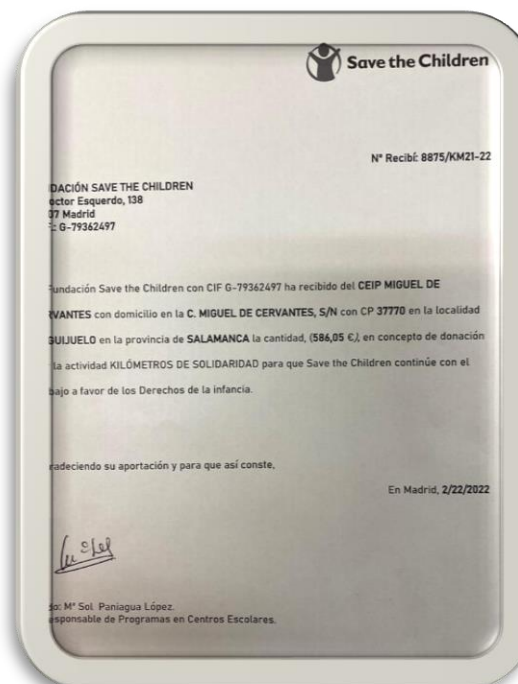 Save the Children
Nº Recibí: 8875/KM21-22
DACIÓN SAVE THE CHILDREN
octor Esquerdo, 138
07 Madrid
F: G-79362497
Fundación Save the Children con CIF G-79362497 ha recibido del CEIP MIGUEL DE
RVANTES con domicilio en la C. MIGUEL DE CERVANTES, S/N con CP 37770 en la localidad
GUIJUELO en la provincia de SALAMANCA la cantidad, (586,05 €), en concepto de donación
la actividad KILÓMETROS DE SOLIDARIDAD para que Save the Children continúe con el
bajo a favor de los Derechos de la infancia.
radeciendo su aportación y para que así conste,
En Madrid, 2/22/2022
do: Mª Sol Paniagua López.
esponsable de Programas en Centros Escolares.